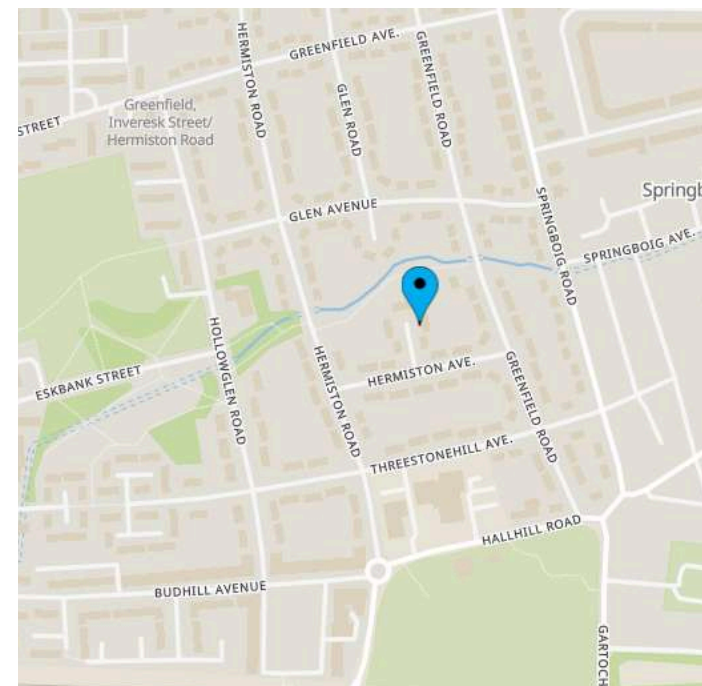 HERMISTON ROAD
GREENFIELD AVE.
GREENFIELD ROAD
GLEN ROAD
Greenfield,
Inveresk Street/
Hermiston Road
STREET
GLEN AVENUE
SPRINGBOIG ROAD
Springb
SPRINGBOIG AVE.
ESKBANK STREET
HOLLOWGLEN ROAD
HERMISTON ROAD
HERMISTON AVE.
GREENFIELD ROAD
THREESTONEHILL AVE.
HALLHILL ROAD
BUDHILL AVENUE
GARTOCH